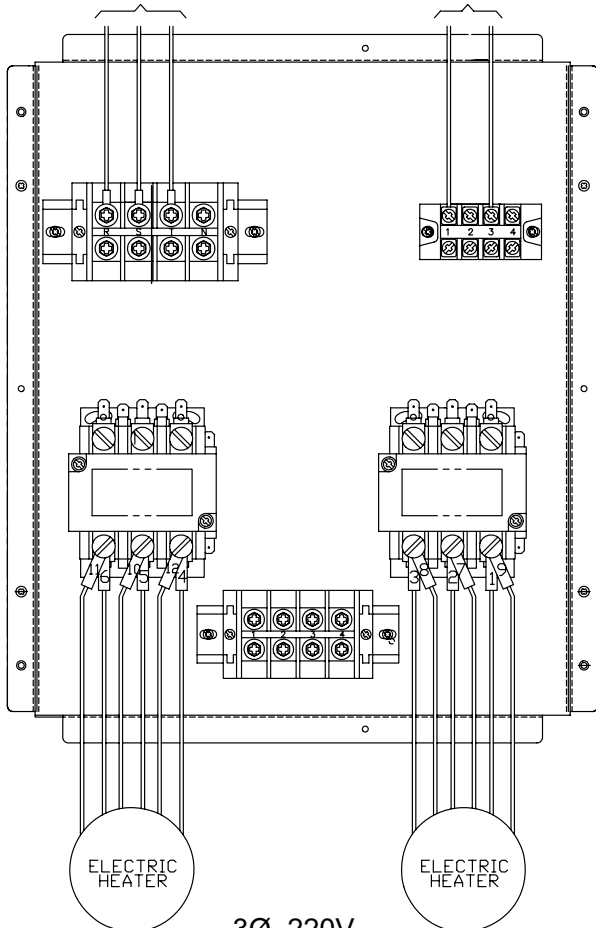 R S T N
1 2 3 4
11 6 10 5 12 4
3 8 2 7 1 9
1 2 3 4
ELECTRIC HEATER
ELECTRIC HEATER
3Ø 220V